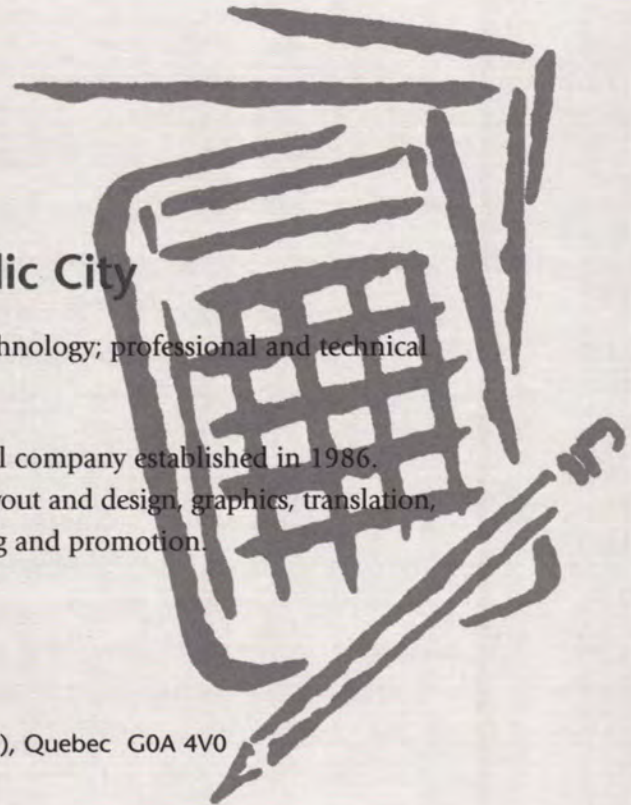 lic City
hnology; professional and technical
l company established in 1986.
out and design, graphics, translation,
g and promotion.
), Quebec G0A 4V0